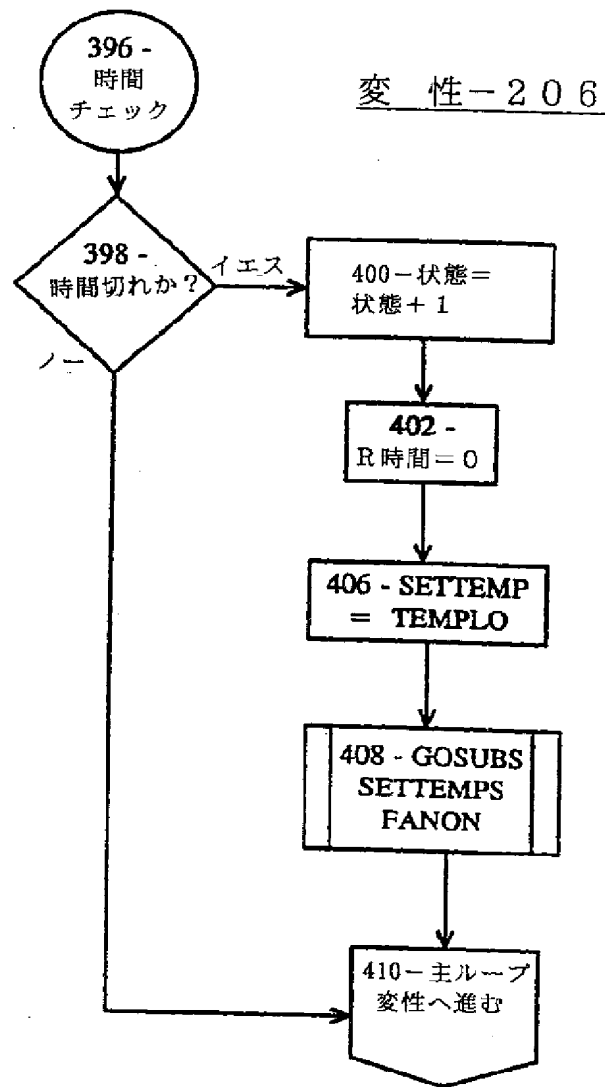 396 -
時間
チェック
変 性－206
398 -
時間切れか？
イエス
400－状態＝
状態＋1
ノー
402 -
R時間＝0
406 - SETTEMP
= TEMPLO
408 - GOSUBS
SETTEMPS
FANON
410－主ループ
変性へ進む